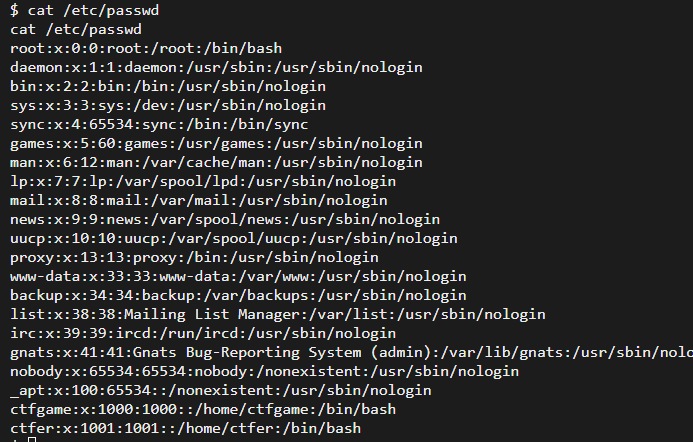 $ cat /etc/passwd
cat /etc/passwd
root:x:0:0:root:/root:/bin/bash
daemon:x:1:1:daemon:/usr/sbin:/usr/sbin/nologin
bin:x:2:2:bin:/bin:/usr/sbin/nologin
sys:x:3:3:sys:/dev:/usr/sbin/nologin
sync:x:4:65534:sync:/bin:/bin/sync
games:x:5:60:games:/usr/games:/usr/sbin/nologin
man:x:6:12:man:/var/cache/man:/usr/sbin/nologin
lp:x:7:7:lp:/var/spool/lpd:/usr/sbin/nologin
mail:x:8:8:mail:/var/mail:/usr/sbin/nologin
news:x:9:9:news:/var/spool/news:/usr/sbin/nologin
uucp:x:10:10:uucp:/var/spool/uucp:/usr/sbin/nologin
proxy:x:13:13:proxy:/bin:/usr/sbin/nologin
www-data:x:33:33:www-data:/var/www:/usr/sbin/nologin
backup:x:34:34:backup:/var/backups:/usr/sbin/nologin
list:x:38:38:Mailing List Manager:/var/list:/usr/sbin/nologin
irc:x:39:39:ircd:/run/ircd:/usr/sbin/nologin
gnats:x:41:41:Gnats Bug-Reporting System (admin):/var/lib/gnats:/usr/sbin/nolo
nobody:x:65534:65534:nobody:/nonexistent:/usr/sbin/nologin
_apt:x:100:65534::/nonexistent:/usr/sbin/nologin
ctfgame:x:1000:1000::/home/ctfgame:/bin/bash
ctfer:x:1001:1001::/home/ctfer:/bin/bash